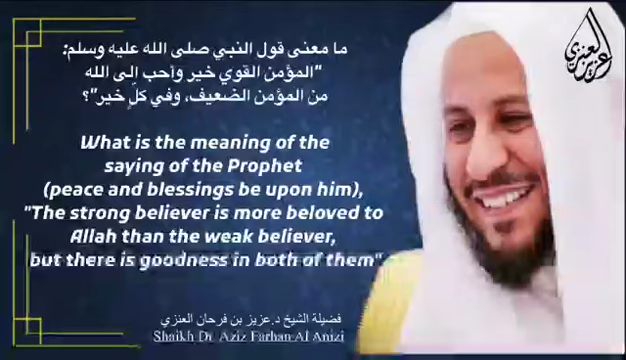 ما معنى قول النبي صلى الله عليه وسلم:
"المؤمن القوي خير وأحب إلى الله
من المؤمن الضعيف، وفي كلٍّ خير"؟
What is the meaning of the
saying of the Prophet
(peace and blessings be upon him),
"The strong believer is more beloved to
Allah than the weak believer,
but there is goodness in both of them"
فضيلة الشيخ د.عزيز بن فرحان العنزي
Shaikh Dr. Aziz Farhan Al Anizi
عزيز العنزي